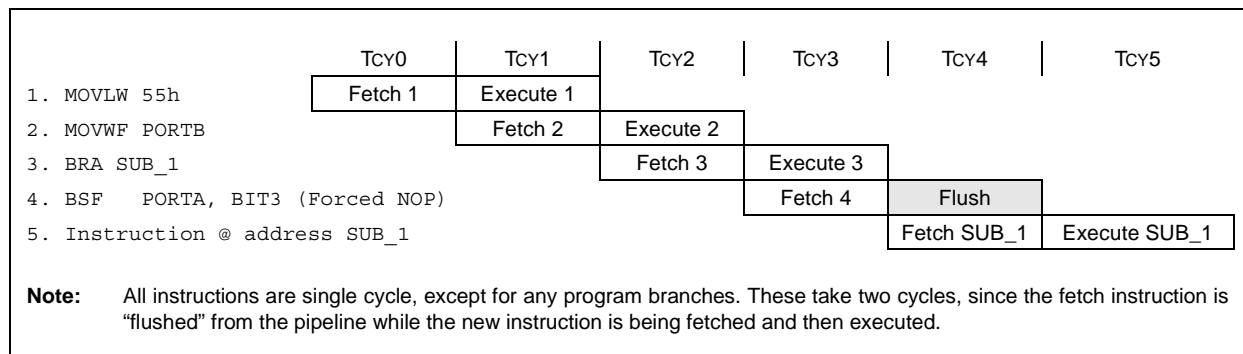 TCY0 TCY1 TCY2 TCY3 TCY4 TCY5
1. MOVLW 55h Fetch 1 Execute 1
2. MOVWF PORTB Fetch 2 Execute 2
3. BRA SUB_1 Fetch 3 Execute 3
4. BSF PORTA, BIT3 (Forced NOP) Fetch 4 Flush
5. Instruction @ address SUB_1 Fetch SUB_1 Execute SUB_1
Note: All instructions are single cycle, except for any program branches. These take two cycles, since the fetch instruction is
“flushed” from the pipeline while the new instruction is being fetched and then executed.